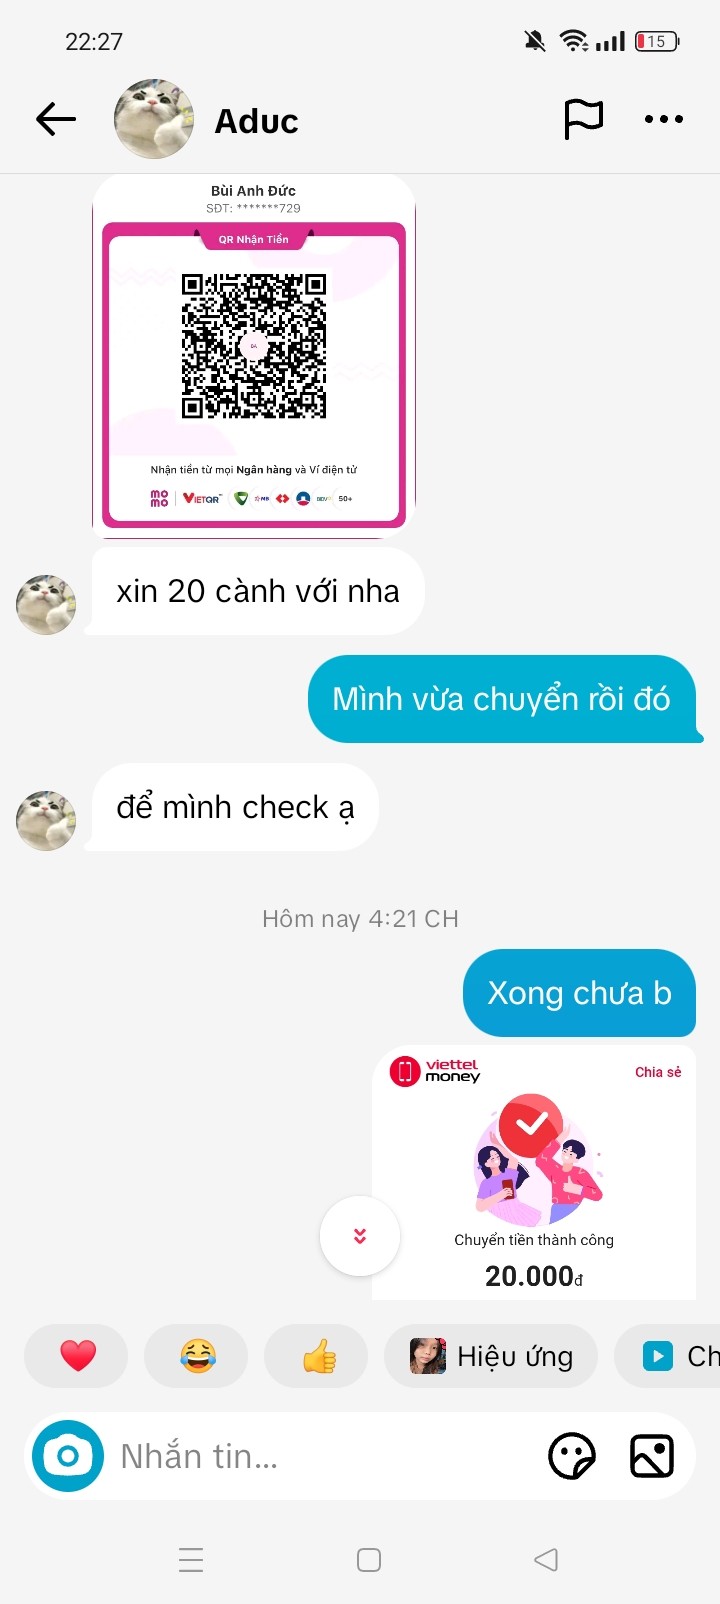 22:27
15
Aduc
Bùi Anh Đức
SĐT: *******729
QR Nhận Tiền
Nhận tiền từ mọi Ngân hàng và Ví điện tử
mo mo VIETQR MB BIDV 50+
xin 20 cành với nha
Mình vừa chuyển rồi đó
để mình check ạ
Hôm nay 4:21 CH
Xong chưa b
viettel money
Chia sẻ
Chuyển tiền thành công
20.000đ
Hiệu ứng
Ch
Nhắn tin...